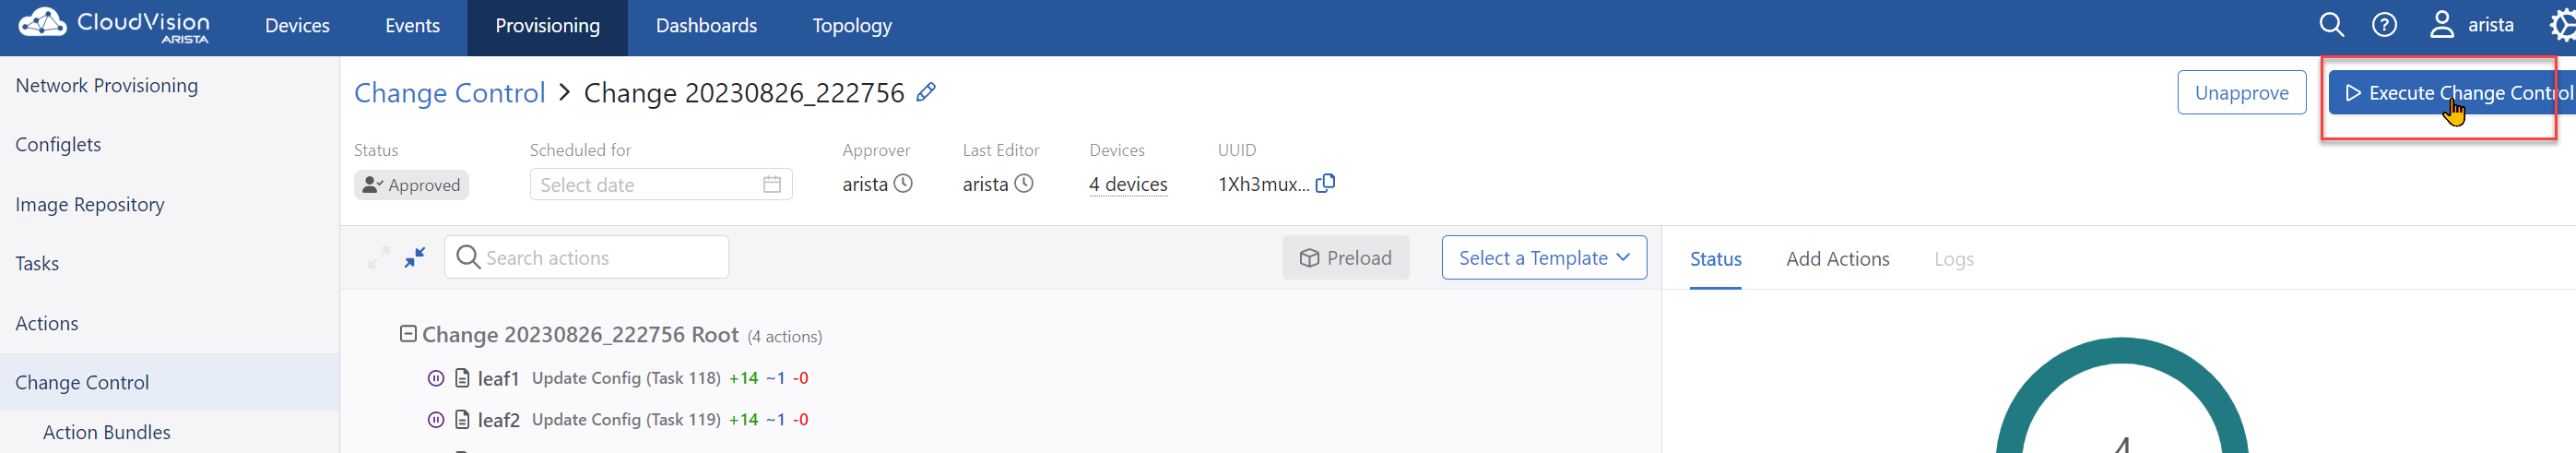 CloudVision
ARISTA
Devices
Events
Provisioning
Dashboards
Topology
arista
Network Provisioning
Configlets
Image Repository
Tasks
Actions
Change Control
Action Bundles
Change Control > Change 20230826_222756
Unapprove
Execute Change Control
Status
Approved
Scheduled for
Select date
Approver
arista
Last Editor
arista
Devices
4 devices
UUID
1Xh3mux...
Search actions
Preload
Select a Template
Status
Add Actions
Logs
Change 20230826_222756 Root (4 actions)
leaf1 Update Config (Task 118) +14 ~1 -0
leaf2 Update Config (Task 119) +14 ~1 -0
4